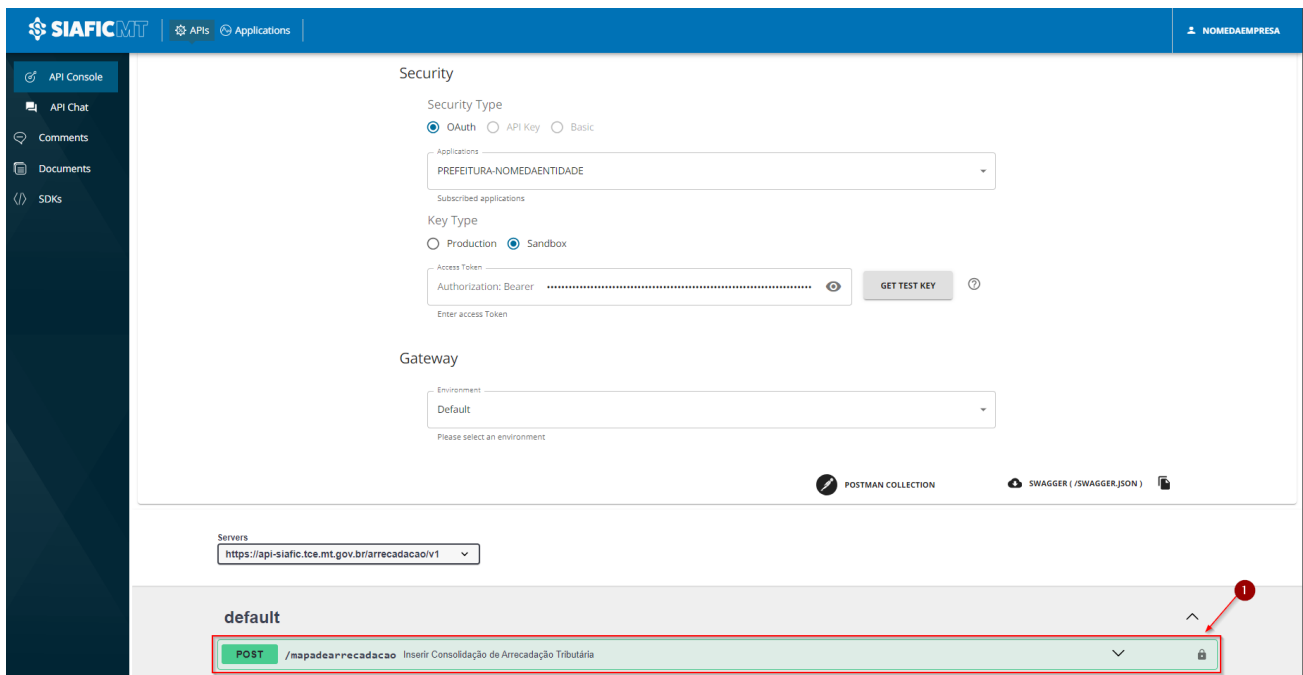 SIAFICMT
APIs
Applications
NOMEDAEMPRESA
API Console
API Chat
Comments
Documents
SDKs
Security
Security Type
OAuth
API Key
Basic
Applications
PREFEITURA-NOMEDAENTIDADE
Subscribed applications
Key Type
Production
Sandbox
Access Token
Authorization: Bearer ••••••••••••••••••••••••••••••••••••••••••••••••••••••••••••••••••••••••••
GET TEST KEY
Enter access Token
Gateway
Environment
Default
Please select an environment
POSTMAN COLLECTION
SWAGGER ( /SWAGGER.JSON )
Servers
https://api-siafic.tce.mt.gov.br/arrecadacao/v1
1
default
POST /mapadearrecadacao Inserir Consolidação de Arrecadação Tributária